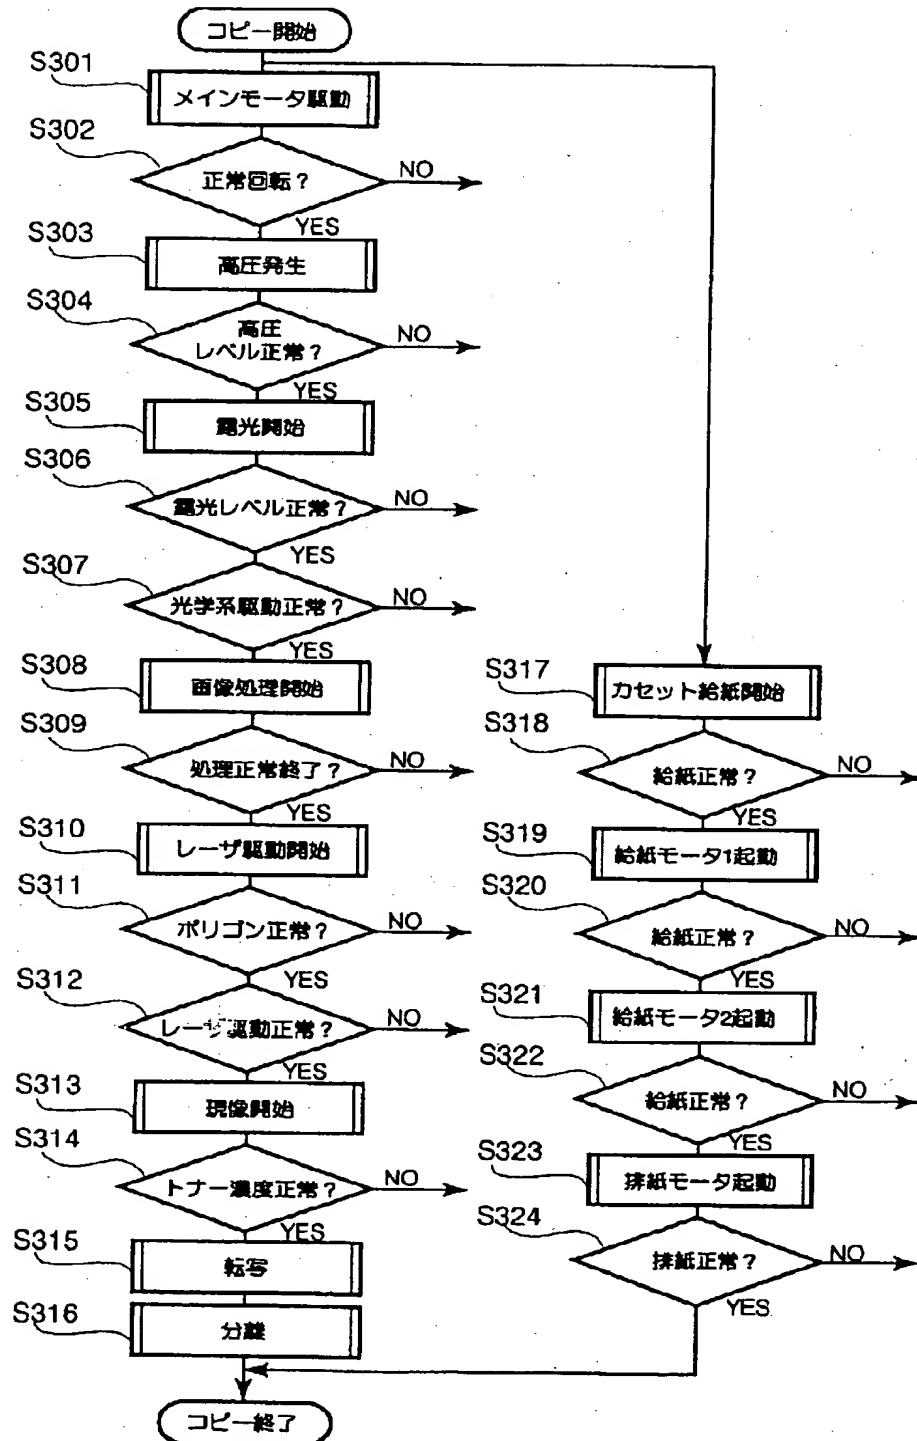 コピー開始
S301
メインモータ駆動
S302
正常回転？
NO
YES
S303
高圧発生
S304
高圧
レベル正常？
NO
YES
S305
露光開始
S306
露光レベル正常？
NO
YES
S307
光学系駆動正常？
NO
YES
S308
画像処理開始
S309
処理正常終了？
NO
YES
S310
レーザ駆動開始
S311
ポリゴン正常？
NO
YES
S312
レーザ駆動正常？
NO
YES
S313
現像開始
S314
トナー濃度正常？
NO
YES
S315
転写
S316
分離
S317
カセット給紙開始
S318
給紙正常？
NO
YES
S319
給紙モータ1起動
S320
給紙正常？
NO
YES
S321
給紙モータ2起動
S322
給紙正常？
NO
YES
S323
排紙モータ起動
S324
排紙正常？
NO
YES
コピー終了